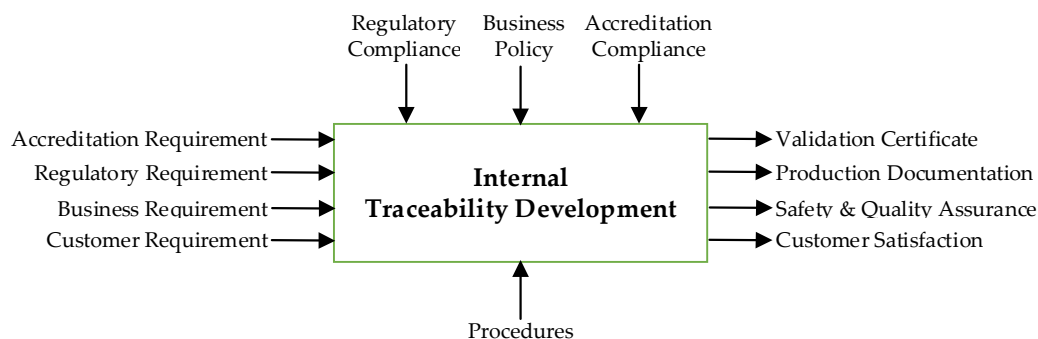 Regulatory
Compliance
Business
Policy
Accreditation
Compliance
Accreditation Requirement
Regulatory Requirement
Business Requirement
Customer Requirement
Internal
Traceability Development
Validation Certificate
Production Documentation
Safety & Quality Assurance
Customer Satisfaction
Procedures